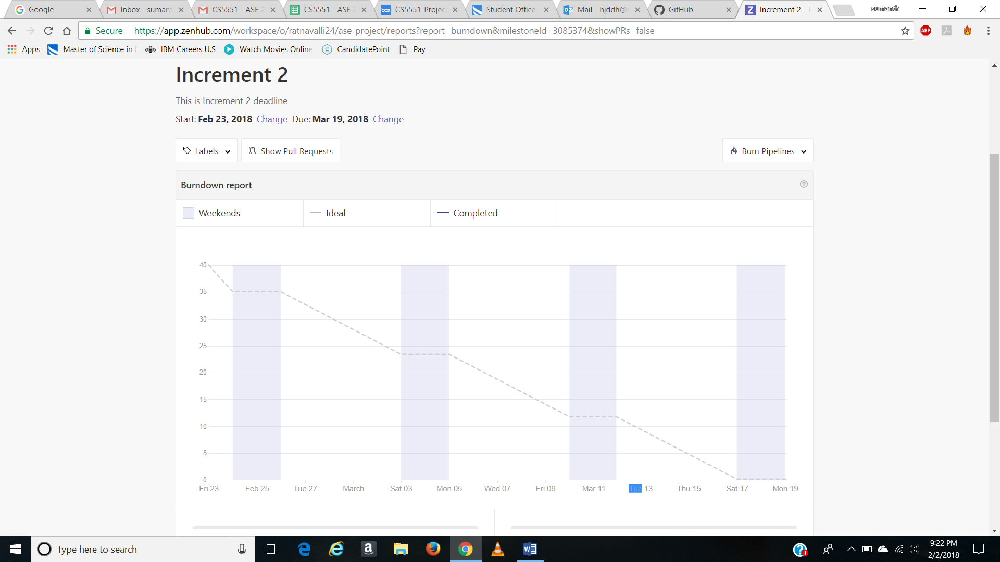 Google
Inbox - sumant
CS5551 - ASE 2
CS5551 - ASE 2
CS5551-Projec
Student Office
Mail - hjddh@
GitHub
Increment 2 -
sumanth
Secure https://app.zenhub.com/workspace/o/ratnavalli24/ase-project/reports?report=burndown&milestoneId=3085374&showPRs=false
ABP
Apps Master of Science in IBM Careers U.S Watch Movies Online CandidatePoint Pay
Increment 2
This is Increment 2 deadline
Start: Feb 23, 2018 Change Due: Mar 19, 2018 Change
Labels Show Pull Requests Burn Pipelines
Burndown report
Weekends Ideal Completed
40
35
30
25
20
15
10
5
0
Fri 23 Feb 25 Tue 27 March Sat 03 Mon 05 Wed 07 Fri 09 Mar 11 Tue 13 Thu 15 Sat 17 Mon 19
Type here to search
9:22 PM
2/2/2018